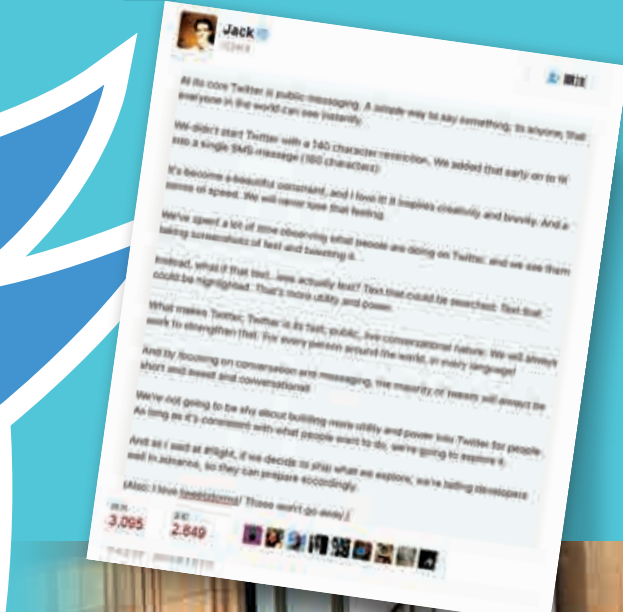 Jack
@jack
關注
At its core Twitter is public messaging. A simple way to say something, to anyone, that
everyone in the world can see instantly.
We didn't start Twitter with a 140 character restriction. We added that early on to fit
into a single SMS message (160 characters).
It's become a beautiful constraint, and I love it! It inspires creativity and brevity. And a
sense of speed. We will never lose that feeling.
We've spent a lot of time observing what people are doing on Twitter, and we see them
taking screenshots of text and tweeting it.
Instead, what if that text...was actually text? Text that could be searched. Text that
could be highlighted. That's more utility and power.
What makes Twitter, Twitter is its fast, public, live conversational nature. We will always
work to strengthen that. For every person around the world, in every language!
And by focusing on conversation and messaging, the majority of tweets will always be
short and sweet and conversational!
We're not going to be shy about building more utility and power into Twitter for people.
As long as it's consistent with what people want to do, we're going to explore it.
And as I said at #flight, if we decide to ship what we explore, we're telling developers
well in advance, so they can prepare accordingly.
(Also: I love tweetstorms! Those won't go away.)
3,095 2,649